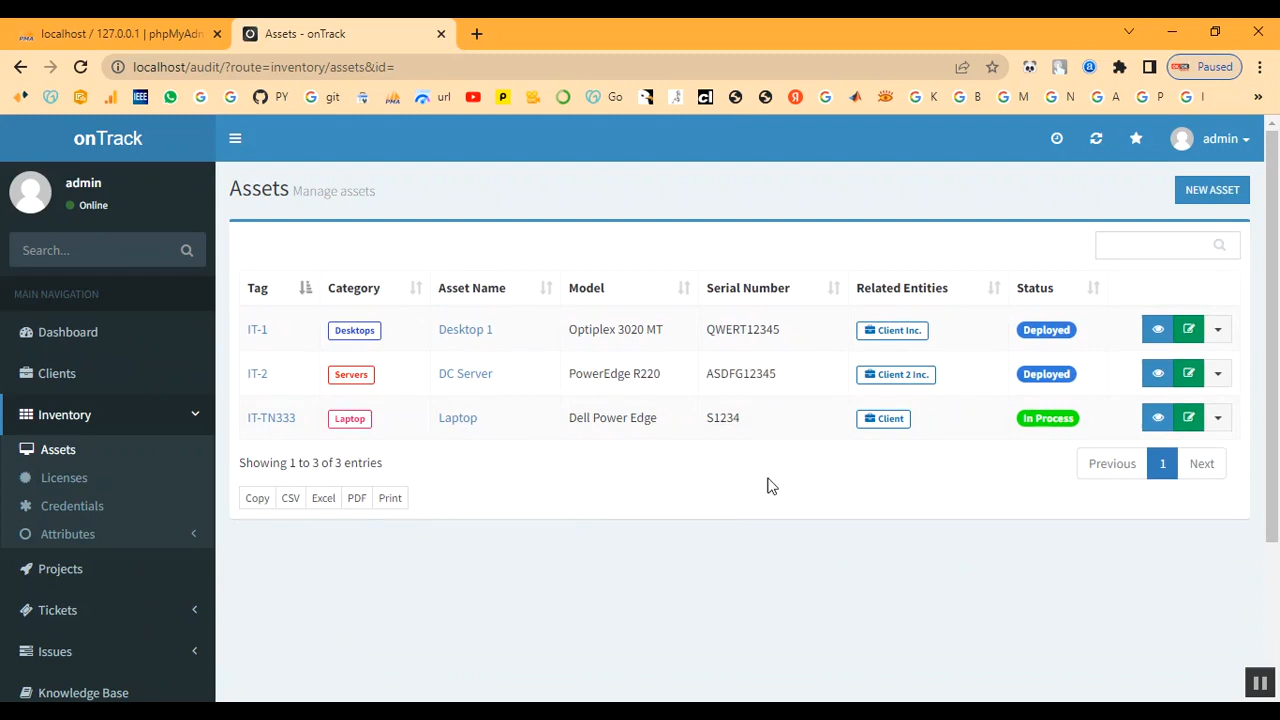 localhost / 127.0.0.1 | phpMyAdn
Assets - onTrack
localhost/audit/?route=inventory/assets&id=
Paused
PY
git
url
Go
K
B
M
N
A
P
I
onTrack
admin
Assets Manage assets
NEW ASSET
admin
Online
Search...
MAIN NAVIGATION
Dashboard
Clients
Inventory
Assets
Licenses
Credentials
Attributes
Projects
Tickets
Issues
Knowledge Base
Tag Category Asset Name Model Serial Number Related Entities Status
IT-1 Desktops Desktop 1 Optiplex 3020 MT QWERT12345 Client Inc. Deployed
IT-2 Servers DC Server PowerEdge R220 ASDFG12345 Client 2 Inc. Deployed
IT-TN333 Laptop Laptop Dell Power Edge S1234 Client In Process
Showing 1 to 3 of 3 entries
Previous 1 Next
Copy CSV Excel PDF Print